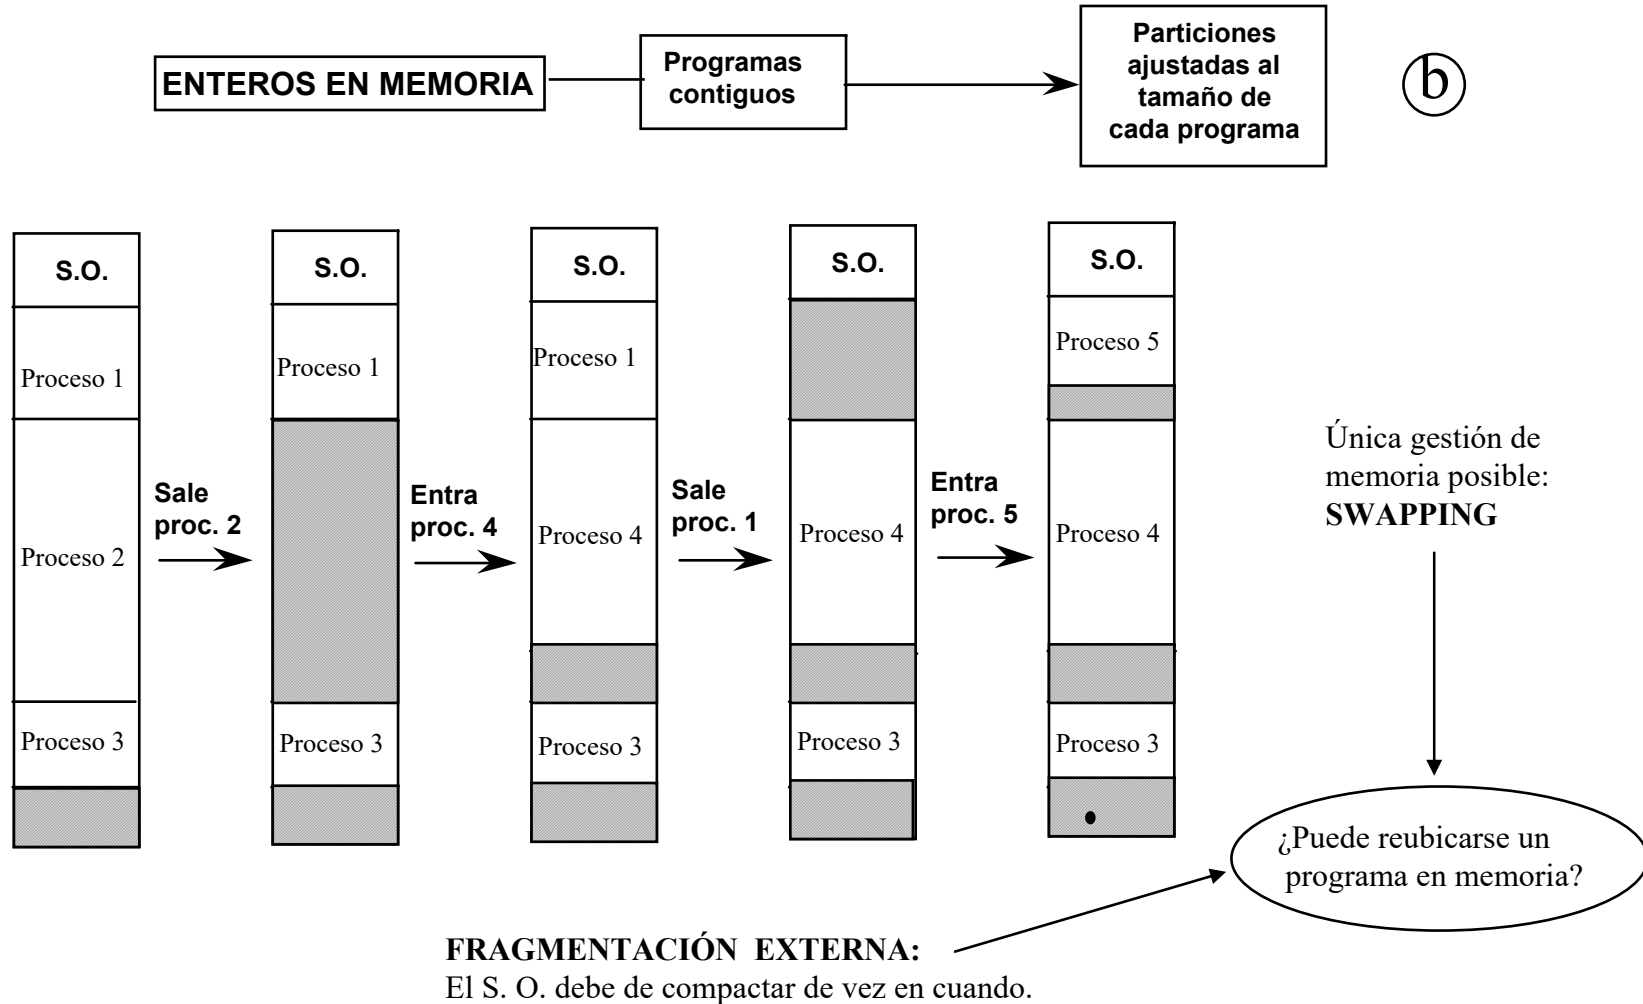 ENTEROS EN MEMORIA
Programas
contiguos
Particiones
ajustadas al
tamaño de
cada programa
b
S.O.
Proceso 1
Proceso 2
Proceso 3
Sale
proc. 2
S.O.
Proceso 1
Proceso 3
Entra
proc. 4
S.O.
Proceso 1
Proceso 4
Proceso 3
Sale
proc. 1
S.O.
Proceso 4
Proceso 3
Entra
proc. 5
S.O.
Proceso 5
Proceso 4
Proceso 3
Única gestión de
memoria posible:
SWAPPING
¿Puede reubicarse un
programa en memoria?
FRAGMENTACIÓN EXTERNA:
El S. O. debe de compactar de vez en cuando.